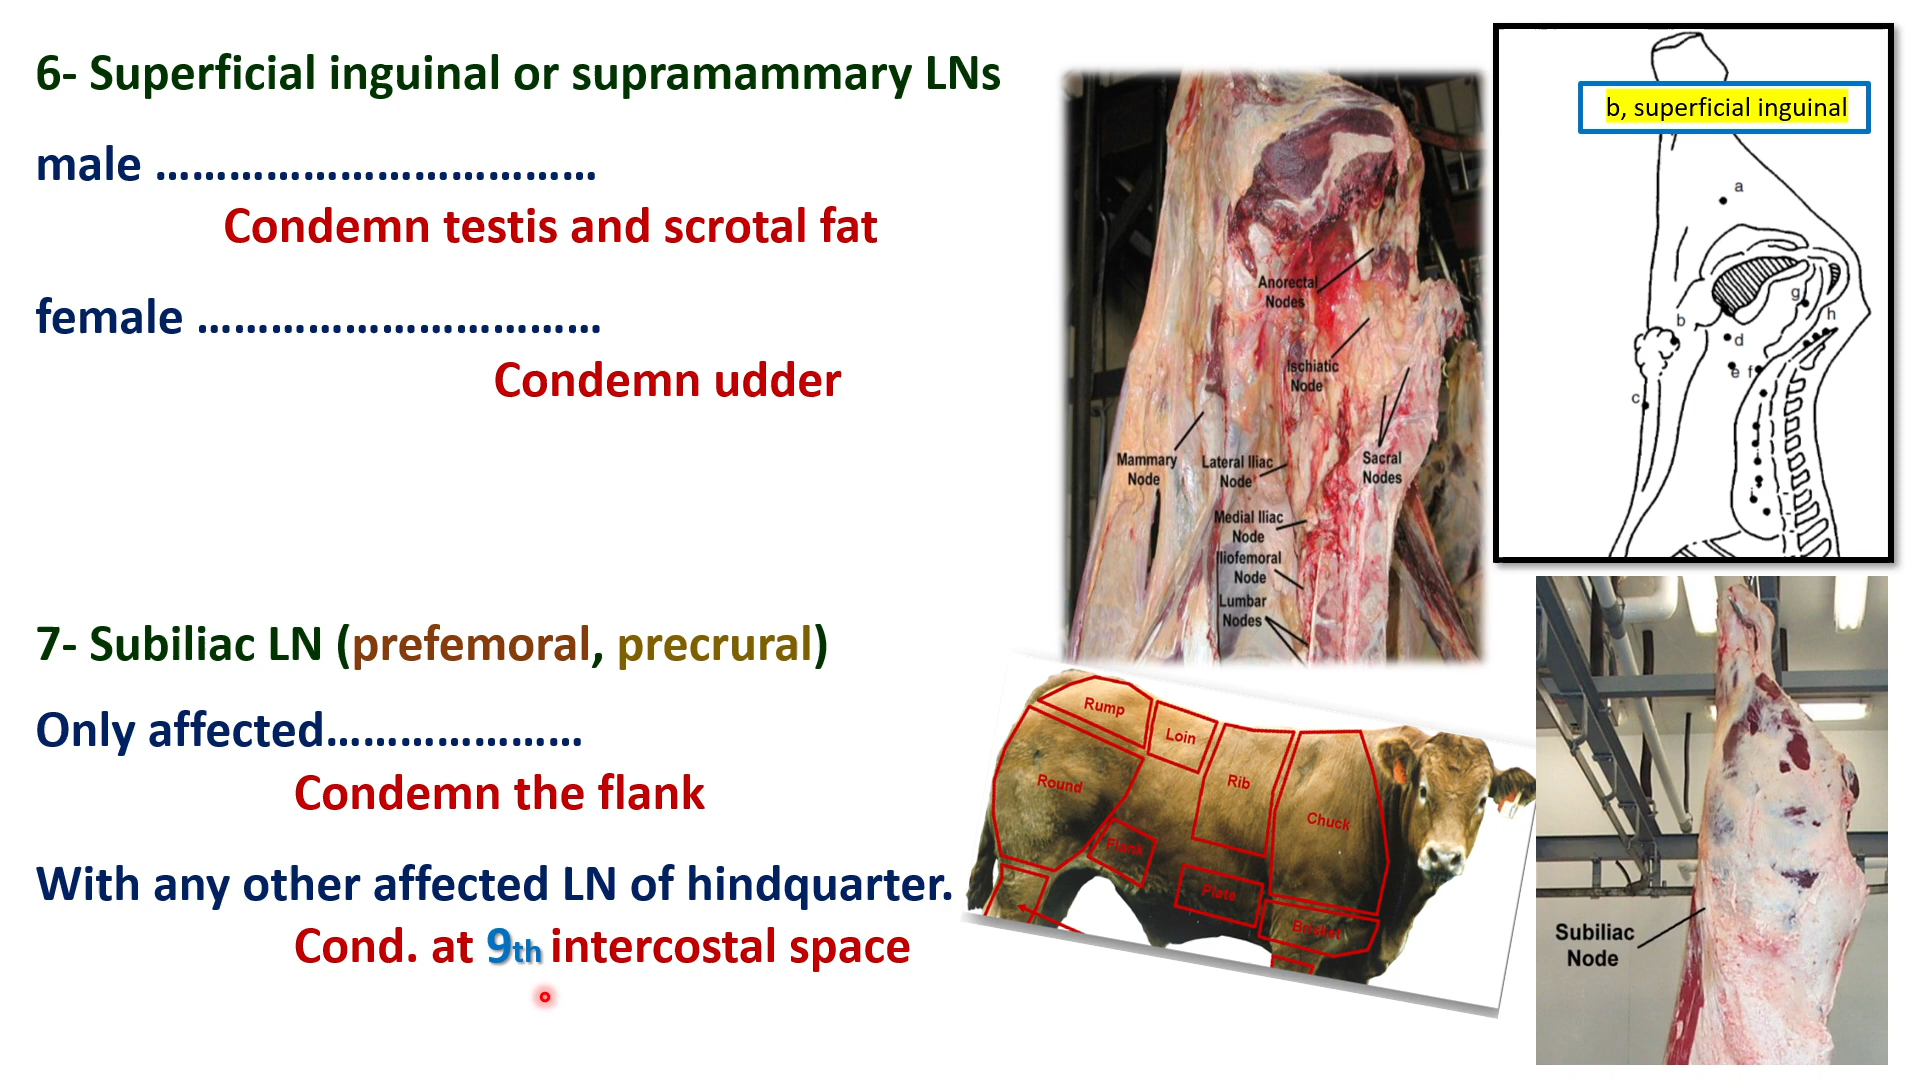 6- Superficial inguinal or supramammary LNs
male ………………………………
Condemn testis and scrotal fat
female ……………………………
Condemn udder
7- Subiliac LN (prefemoral, precrural)
Only affected…………………
Condemn the flank
With any other affected LN of hindquarter.
Cond. at 9th intercostal space
Anorectal
Nodes
Ischiatic
Node
Mammary
Node
Lateral Iliac
Node
Sacral
Nodes
Medial Iliac
Node
Iliofemoral
Node
Lumbar
Nodes
b, superficial inguinal
a
b
c
d
e
f
g
h
Rump
Loin
Round
Rib
Chuck
Flank
Plate
Brisket
Subiliac
Node